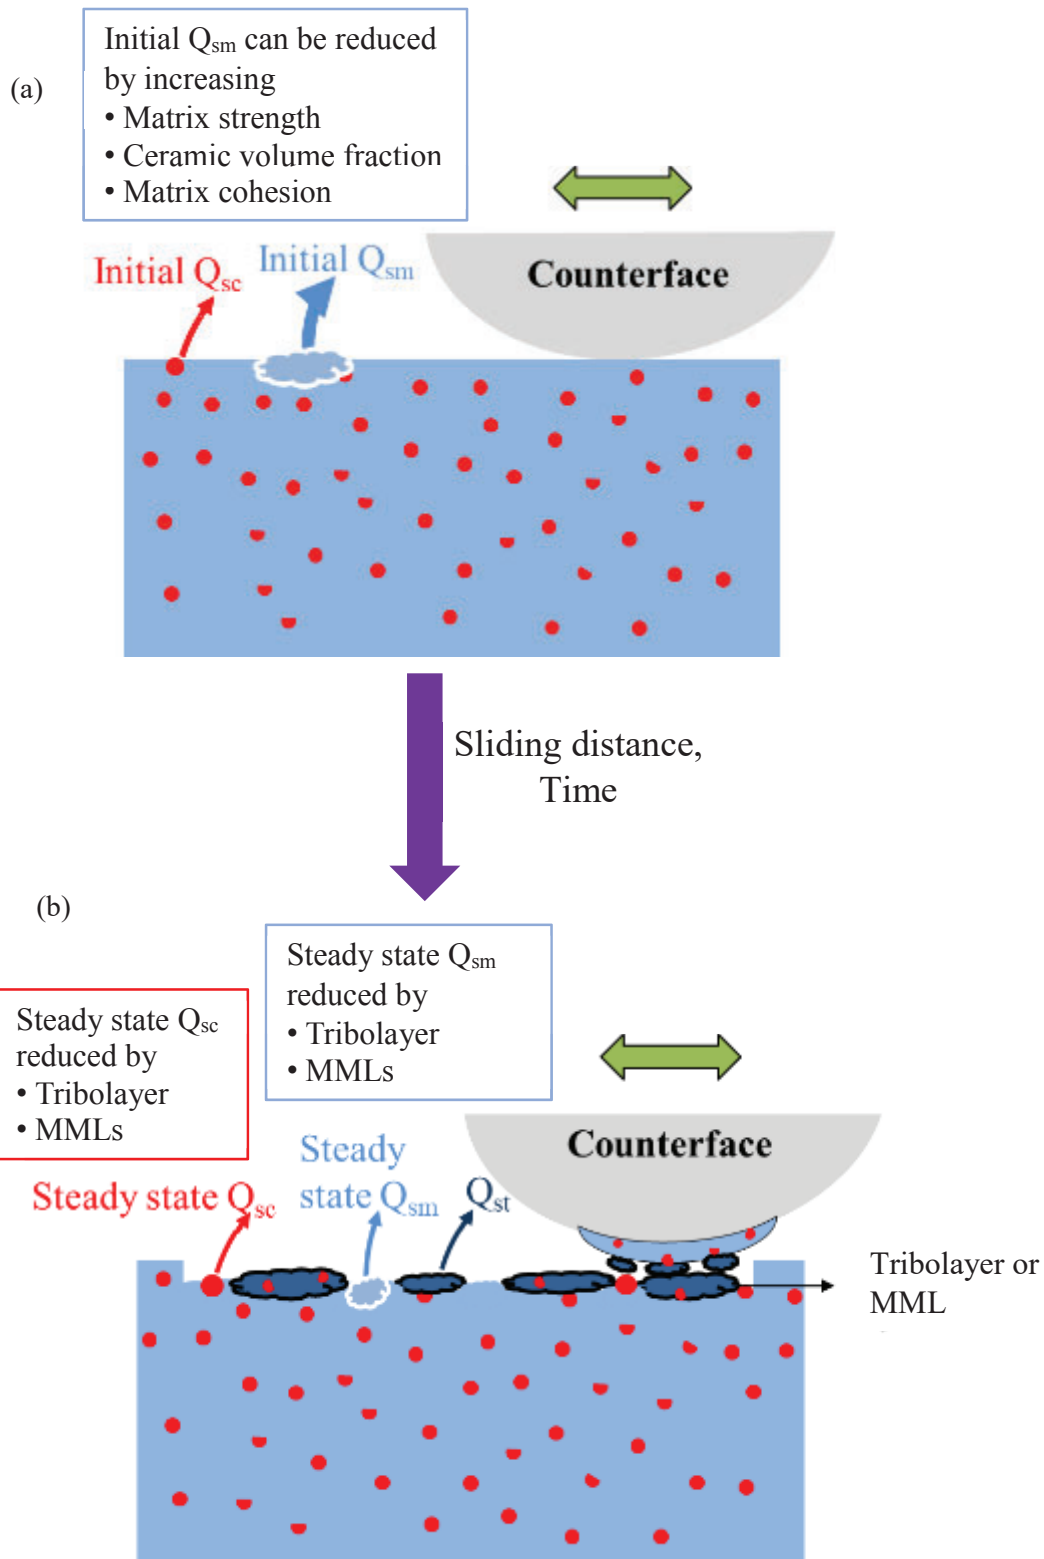 (a)
Initial Qsm can be reduced
by increasing
• Matrix strength
• Ceramic volume fraction
• Matrix cohesion
Initial Qsc
Initial Qsm
Counterface
Sliding distance,
Time
(b)
Steady state Qsc
reduced by
• Tribolayer
• MMLs
Steady state Qsm
reduced by
• Tribolayer
• MMLs
Counterface
Steady state Qsc
Steady
state Qsm
Qst
Tribolayer or
MML